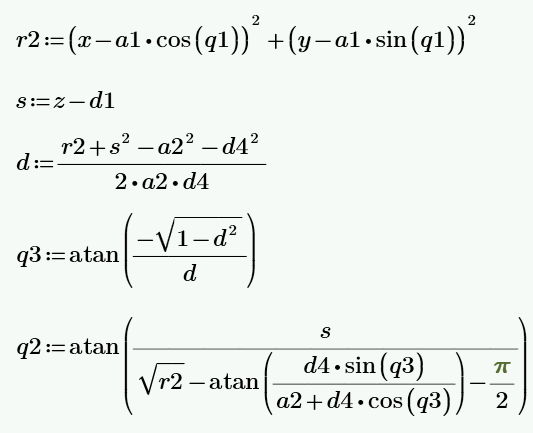 r2:=(x−a1·cos(q1))²+(y−a1·sin(q1))²
s:=z−d1
d:=(r2+s²−a2²−d4²)/(2·a2·d4)
q3:=atan(−√(1−d²)/d)
q2:=atan(s/(√r2−atan((d4·sin(q3))/(a2+d4·cos(q3)))−π/2))